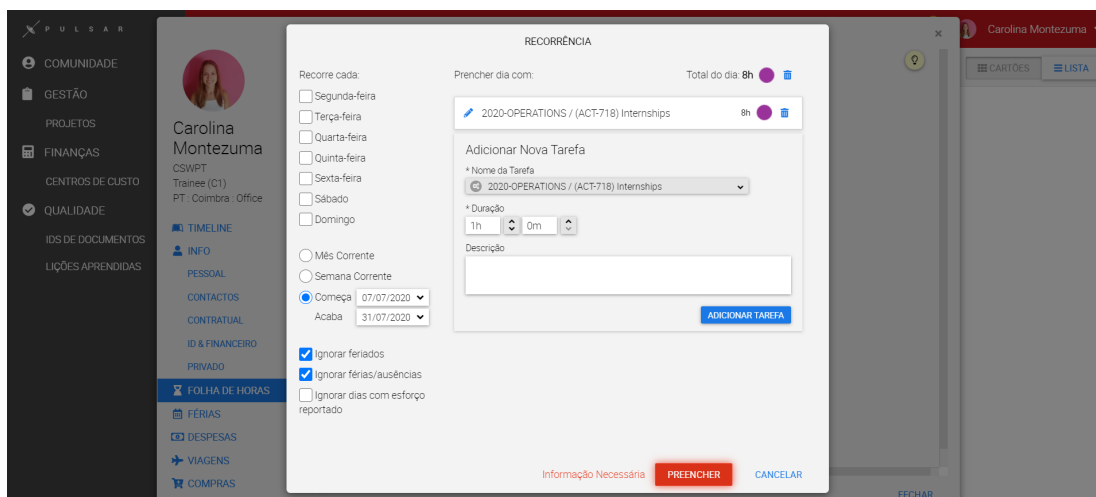 PULSAR
COMUNIDADE
GESTÃO
PROJETOS
FINANÇAS
CENTROS DE CUSTO
QUALIDADE
IDS DE DOCUMENTOS
LIÇÕES APRENDIDAS
Carolina
Montezuma
CSWPT
Trainee (C1)
PT : Coimbra : Office
TIMELINE
INFO
PESSOAL
CONTACTOS
CONTRATUAL
ID & FINANCEIRO
PRIVADO
FOLHA DE HORAS
FÉRIAS
DESPESAS
VIAGENS
COMPRAS
RECORRÊNCIA
Recorre cada:
Segunda-feira
Terça-feira
Quarta-feira
Quinta-feira
Sexta-feira
Sábado
Domingo
Mês Corrente
Semana Corrente
Começa 07/07/2020
Acaba 31/07/2020
Ignorar feriados
Ignorar férias/ausências
Ignorar dias com esforço
reportado
Prencher dia com: Total do dia: 8h
2020-OPERATIONS / (ACT-718) Internships 8h
Adicionar Nova Tarefa
* Nome da Tarefa
2020-OPERATIONS / (ACT-718) Internships
* Duração
1h 0m
Descrição
ADICIONAR TAREFA
Informação Necessária PREENCHER CANCELAR
FECHAR
Carolina Montezuma
CARTÕES LISTA